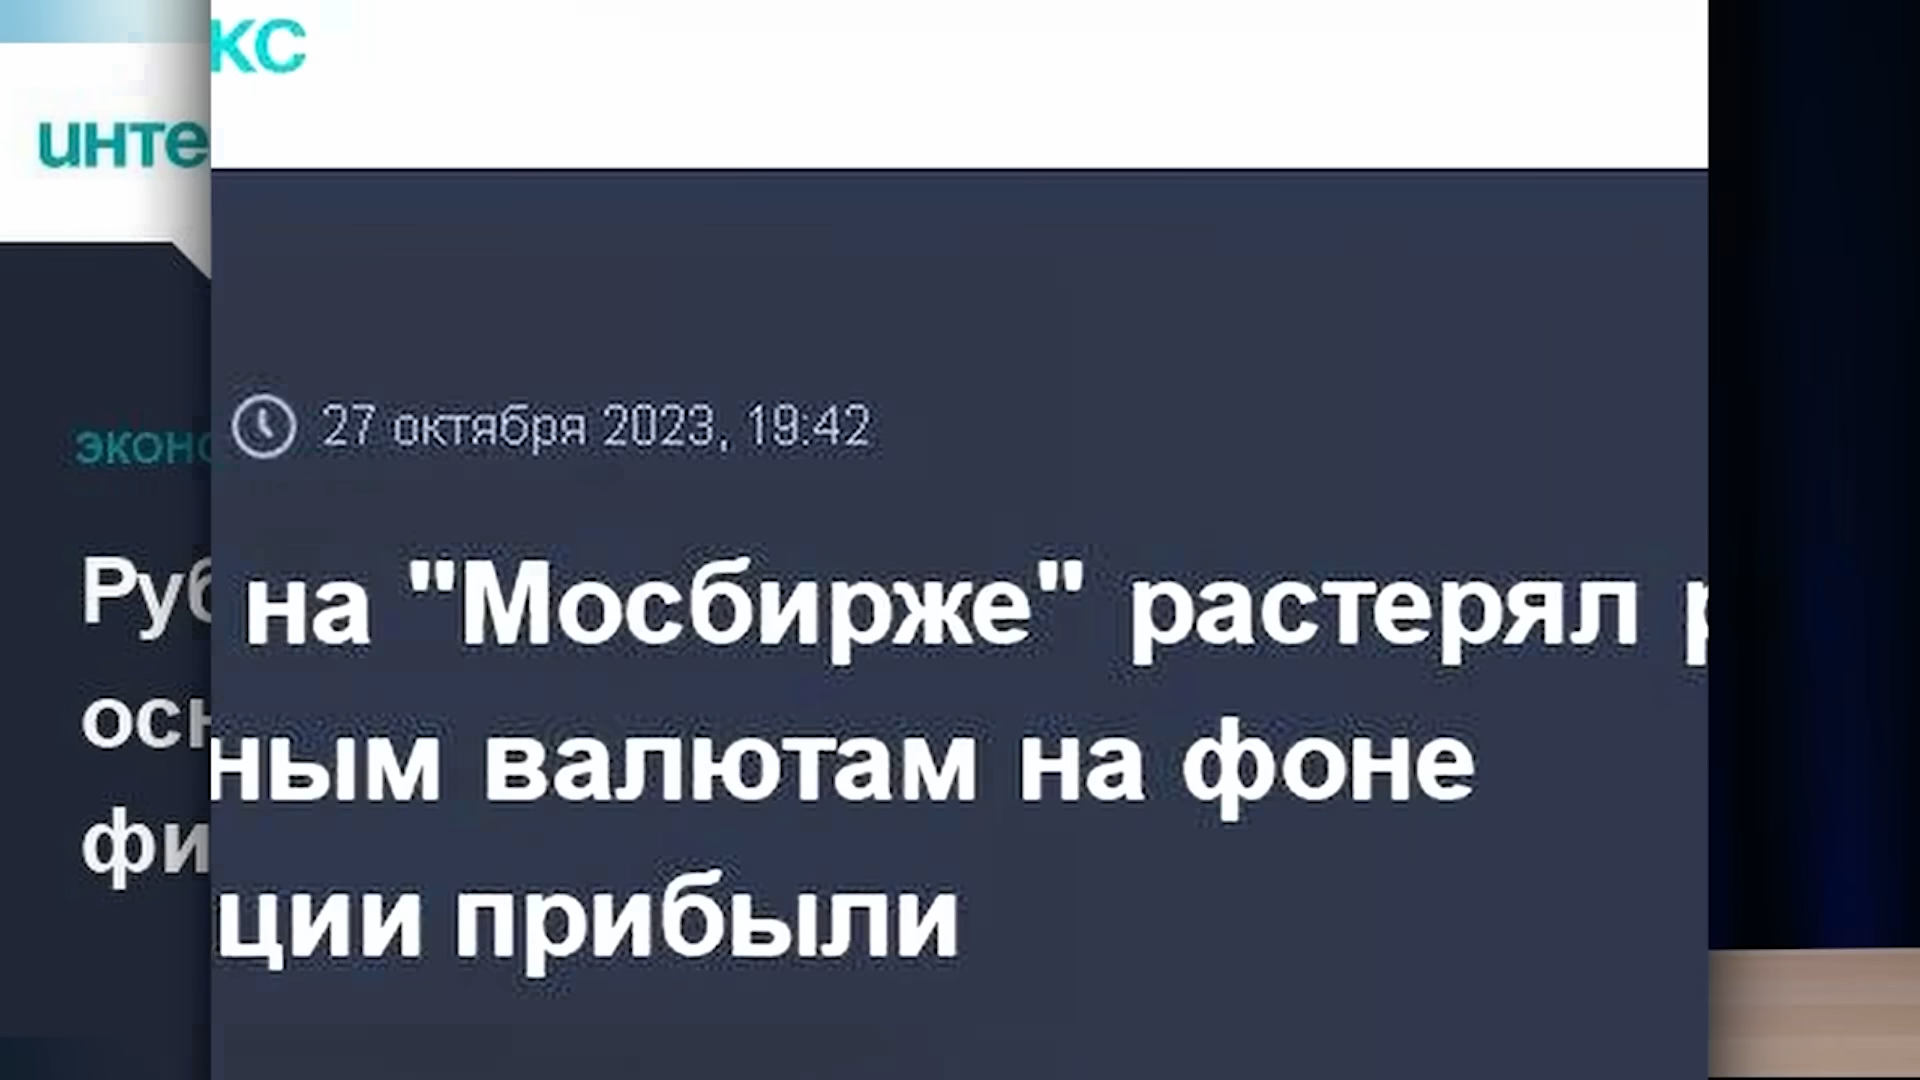 кс
инте
эконо
27 октября 2023, 19:42
Руб
на "Мосбирже" растерял р
осн
ным валютам на фоне
фи
ции прибыли